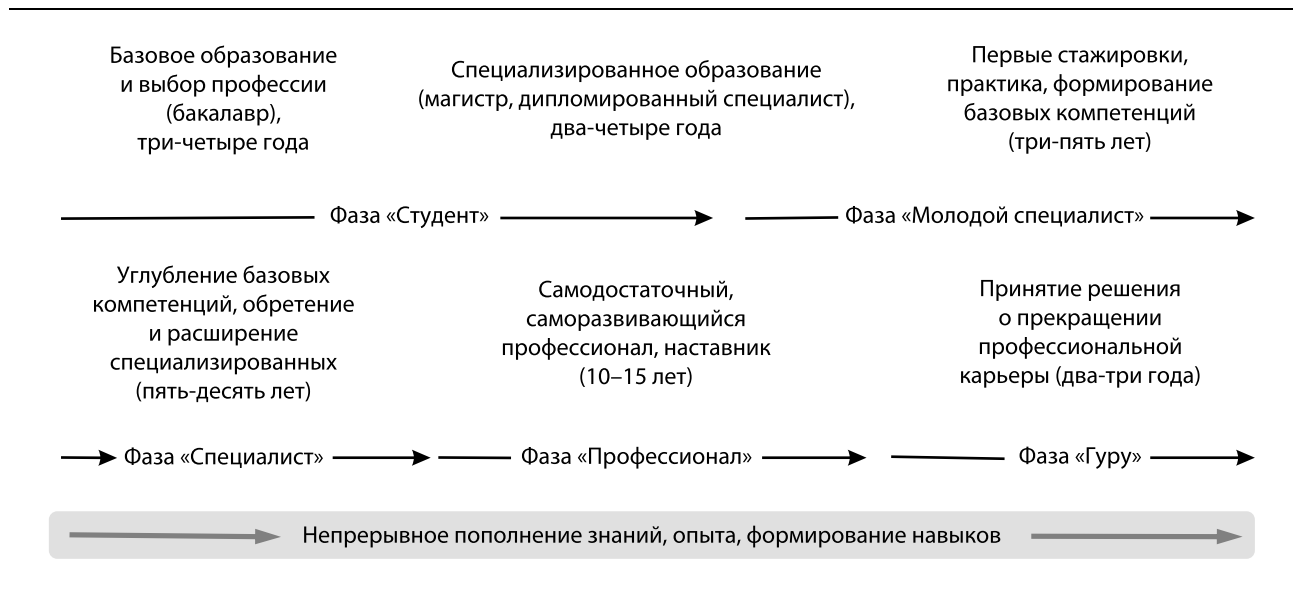 Базовое образование
и выбор профессии
(бакалавр),
три-четыре года
Специализированное образование
(магистр, дипломированный специалист),
два-четыре года
Первые стажировки,
практика, формирование
базовых компетенций
(три-пять лет)
Фаза «Студент»
Фаза «Молодой специалист»
Углубление базовых
компетенций, обретение
и расширение
специализированных
(пять-десять лет)
Самодостаточный,
саморазвивающийся
профессионал, наставник
(10–15 лет)
Принятие решения
о прекращении
профессиональной
карьеры (два-три года)
Фаза «Специалист»
Фаза «Профессионал»
Фаза «Гуру»
Непрерывное пополнение знаний, опыта, формирование навыков